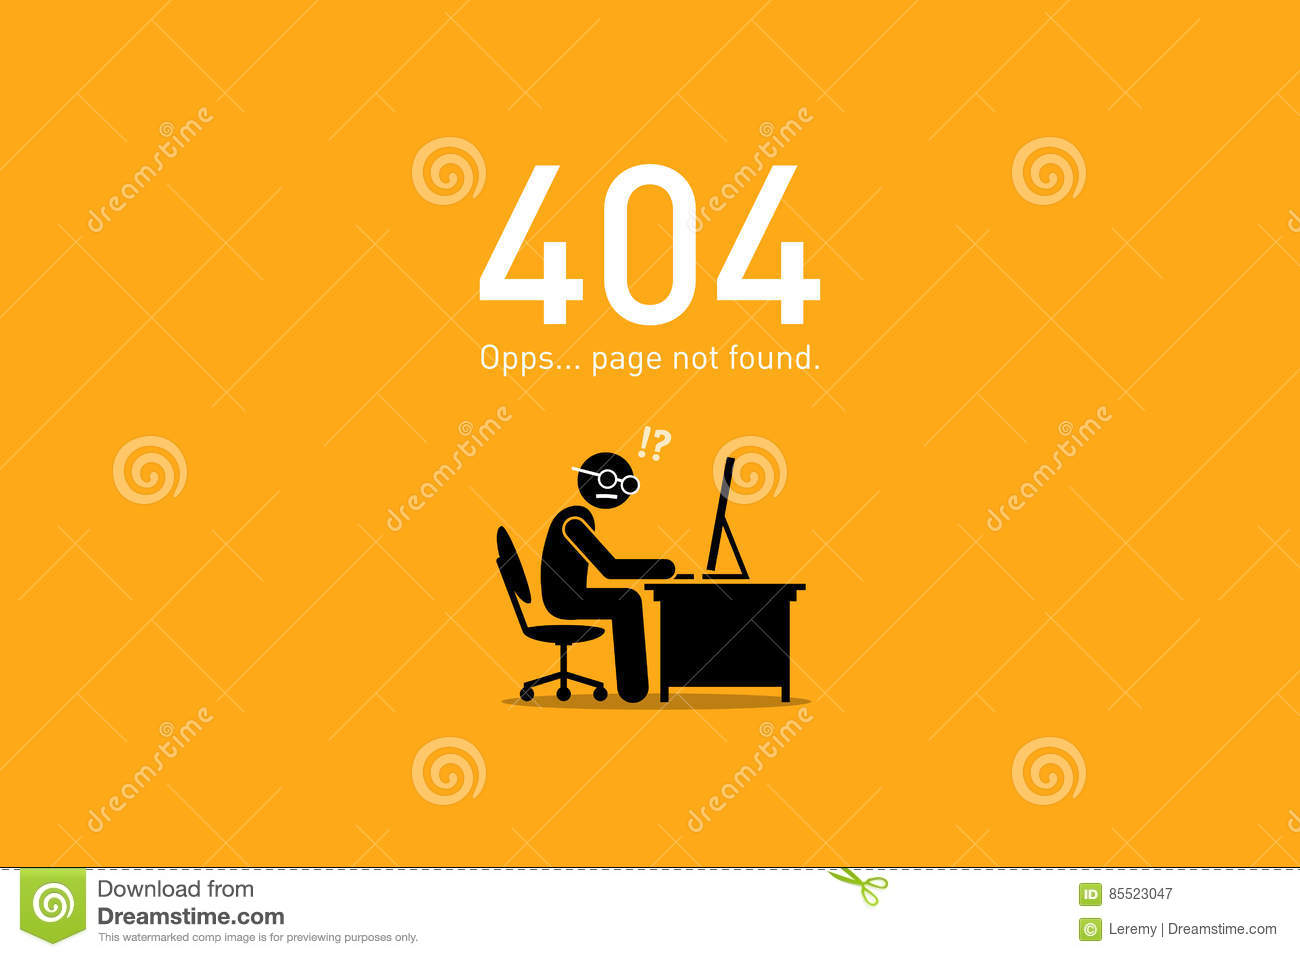 dreamstime
dreamstime
dreamstime
404
Opps... page not found.
!?
dreamstime
dreamstime
dreamstime
dreamstime
Download from
Dreamstime.com
This watermarked comp image is for previewing purposes only.
ID 85523047
© Leremy | Dreamstime.com